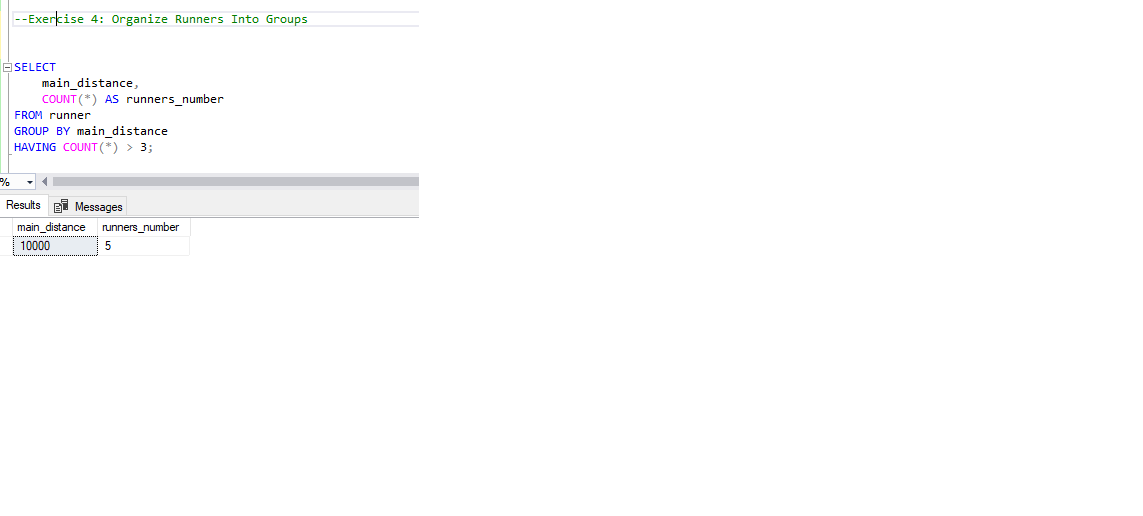 --Exercise 4: Organize Runners Into Groups
SELECT
main_distance,
COUNT(*) AS runners_number
FROM runner
GROUP BY main_distance
HAVING COUNT(*) > 3;
%
Results Messages
main_distance runners_number
10000 5